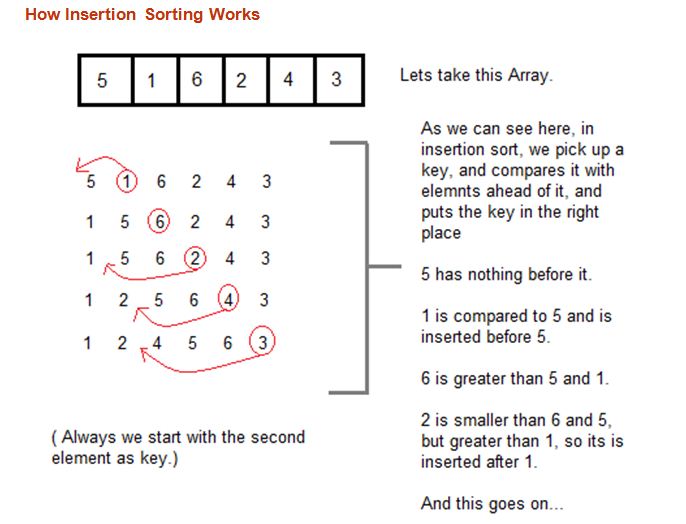 How Insertion Sorting Works
5 1 6 2 4 3
Lets take this Array.
5 1 6 2 4 3
1 5 6 2 4 3
1 5 6 2 4 3
1 2 5 6 4 3
1 2 4 5 6 3
( Always we start with the second
element as key.)
As we can see here, in
insertion sort, we pick up a
key, and compares it with
elemnts ahead of it, and
puts the key in the right
place
5 has nothing before it.
1 is compared to 5 and is
inserted before 5.
6 is greater than 5 and 1.
2 is smaller than 6 and 5,
but greater than 1, so its is
inserted after 1.
And this goes on...